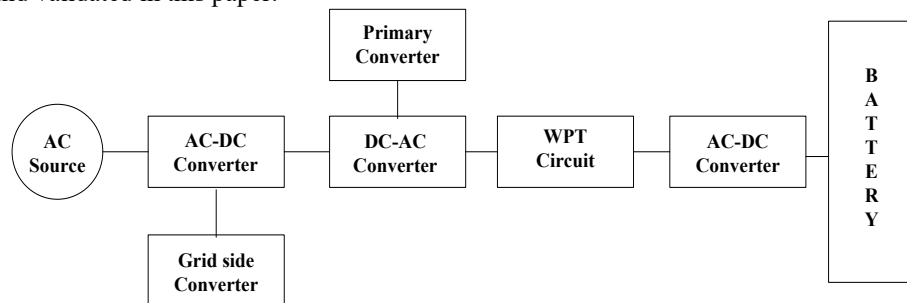 and validated in this paper.
Primary
Converter
AC
Source
AC-DC
Converter
DC-AC
Converter
WPT
Circuit
AC-DC
Converter
B
A
T
T
E
R
Y
Grid side
Converter